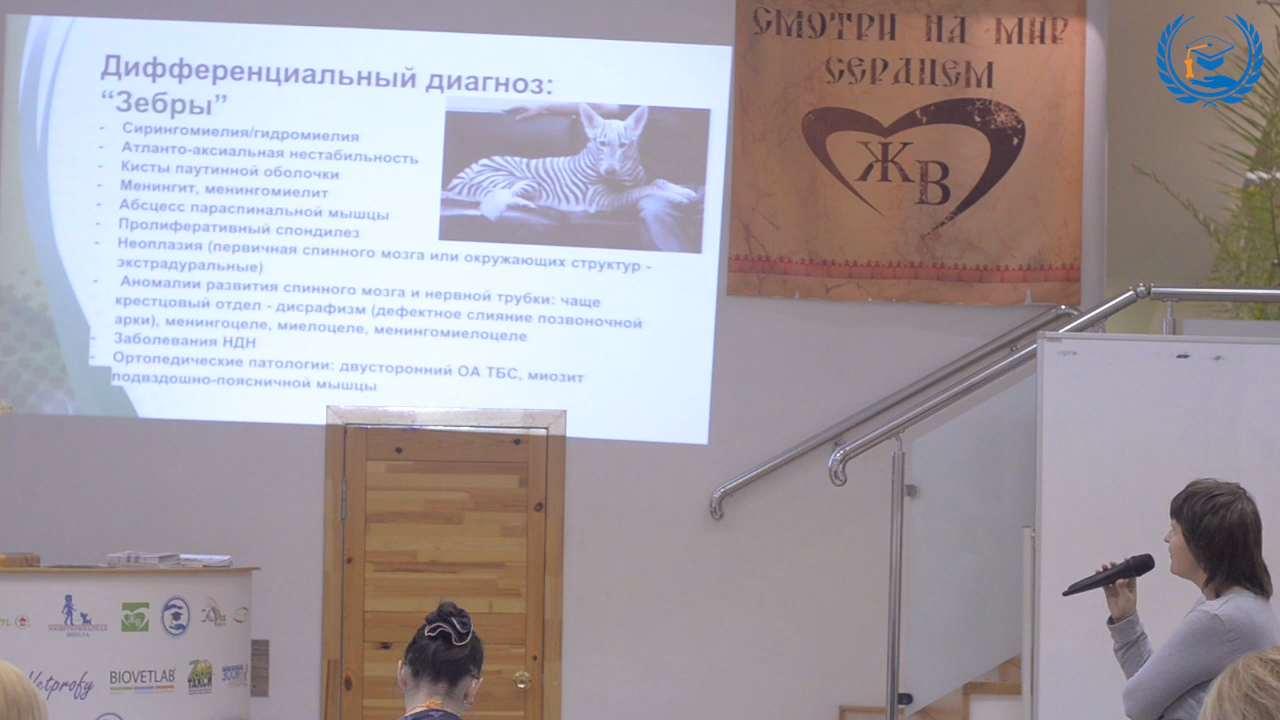 Дифференциальный диагноз:
“Зебры”
- Сирингомиелия/гидромиелия
- Атланто-аксиальная нестабильность
- Кисты паутинной оболочки
- Менингит, менингомиелит
- Абсцесс параспинальной мышцы
- Пролиферативный спондилез
- Неоплазия (первичная спинного мозга или окружающих структур -
экстрадуральные)
- Аномалии развития спинного мозга и нервной трубки: чаще
крестцовый отдел - дисрафизм (дефектное слияние позвоночной
арки), менингоцеле, миелоцеле, менингомиелоцеле
- Заболевания НДН
- Ортопедические патологии: двусторонний ОА ТБС, миозит
подвздошно-поясничной мышцы
СМОТРИ НА МИР
СЕРДЦЕМ
ЖВ
ЗООВЕТЕРИНАРНАЯ
ШКОЛА
Vetprofy
BIOVETLAB
ТАКСИ